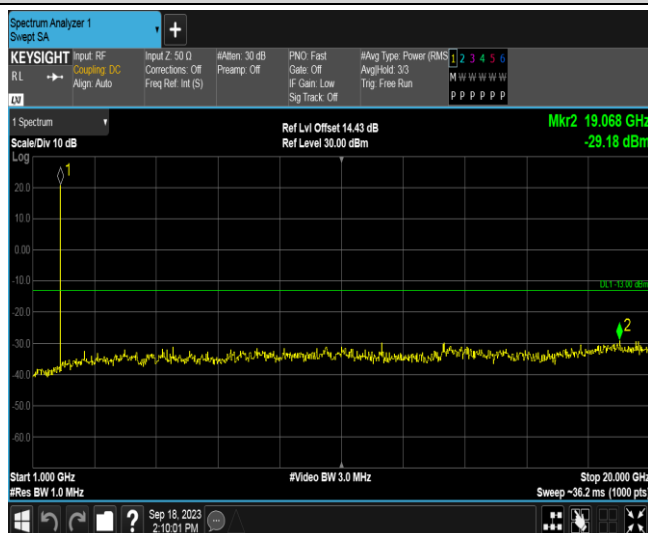 Spectrum Analyzer 1
Swept SA
KEYSIGHT
RL
LXI
Input: RF
Coupling: DC
Align: Auto
Input Z: 50 Ω
Corrections: Off
Freq Ref: Int (S)
#Atten: 30 dB
Preamp: Off
PNO: Fast
Gate: Off
IF Gain: Low
Sig Track: Off
#Avg Type: Power (RMS
Avg|Hold: 3/3
Trig: Free Run
1 2 3 4 5 6
M W W W W W
P P P P P P
1 Spectrum
Scale/Div 10 dB
Ref Lvl Offset 14.43 dB
Ref Level 30.00 dBm
Mkr2 19.068 GHz
-29.18 dBm
Log
1
20.0
10.0
0.00
-10.0
DL1 -13.00 dBm
-20.0
2
-30.0
-40.0
-50.0
-60.0
Start 1.000 GHz
#Res BW 1.0 MHz
#Video BW 3.0 MHz
Stop 20.000 GHz
Sweep ~36.2 ms (1000 pts)
?
Sep 18, 2023
2:10:01 PM